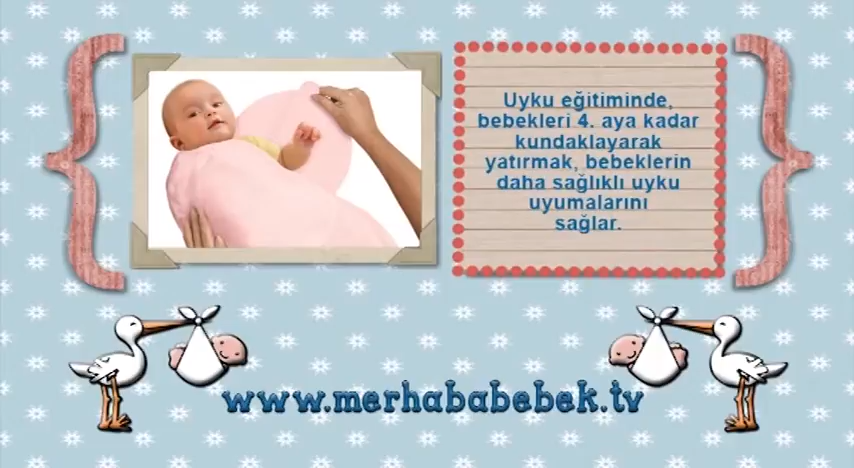 Uyku eğitiminde,
bebekleri 4. aya kadar
kundaklayarak
yatırmak, bebeklerin
daha sağlıklı uyku
uyumalarını
sağlar.
www.merhababebek.tv